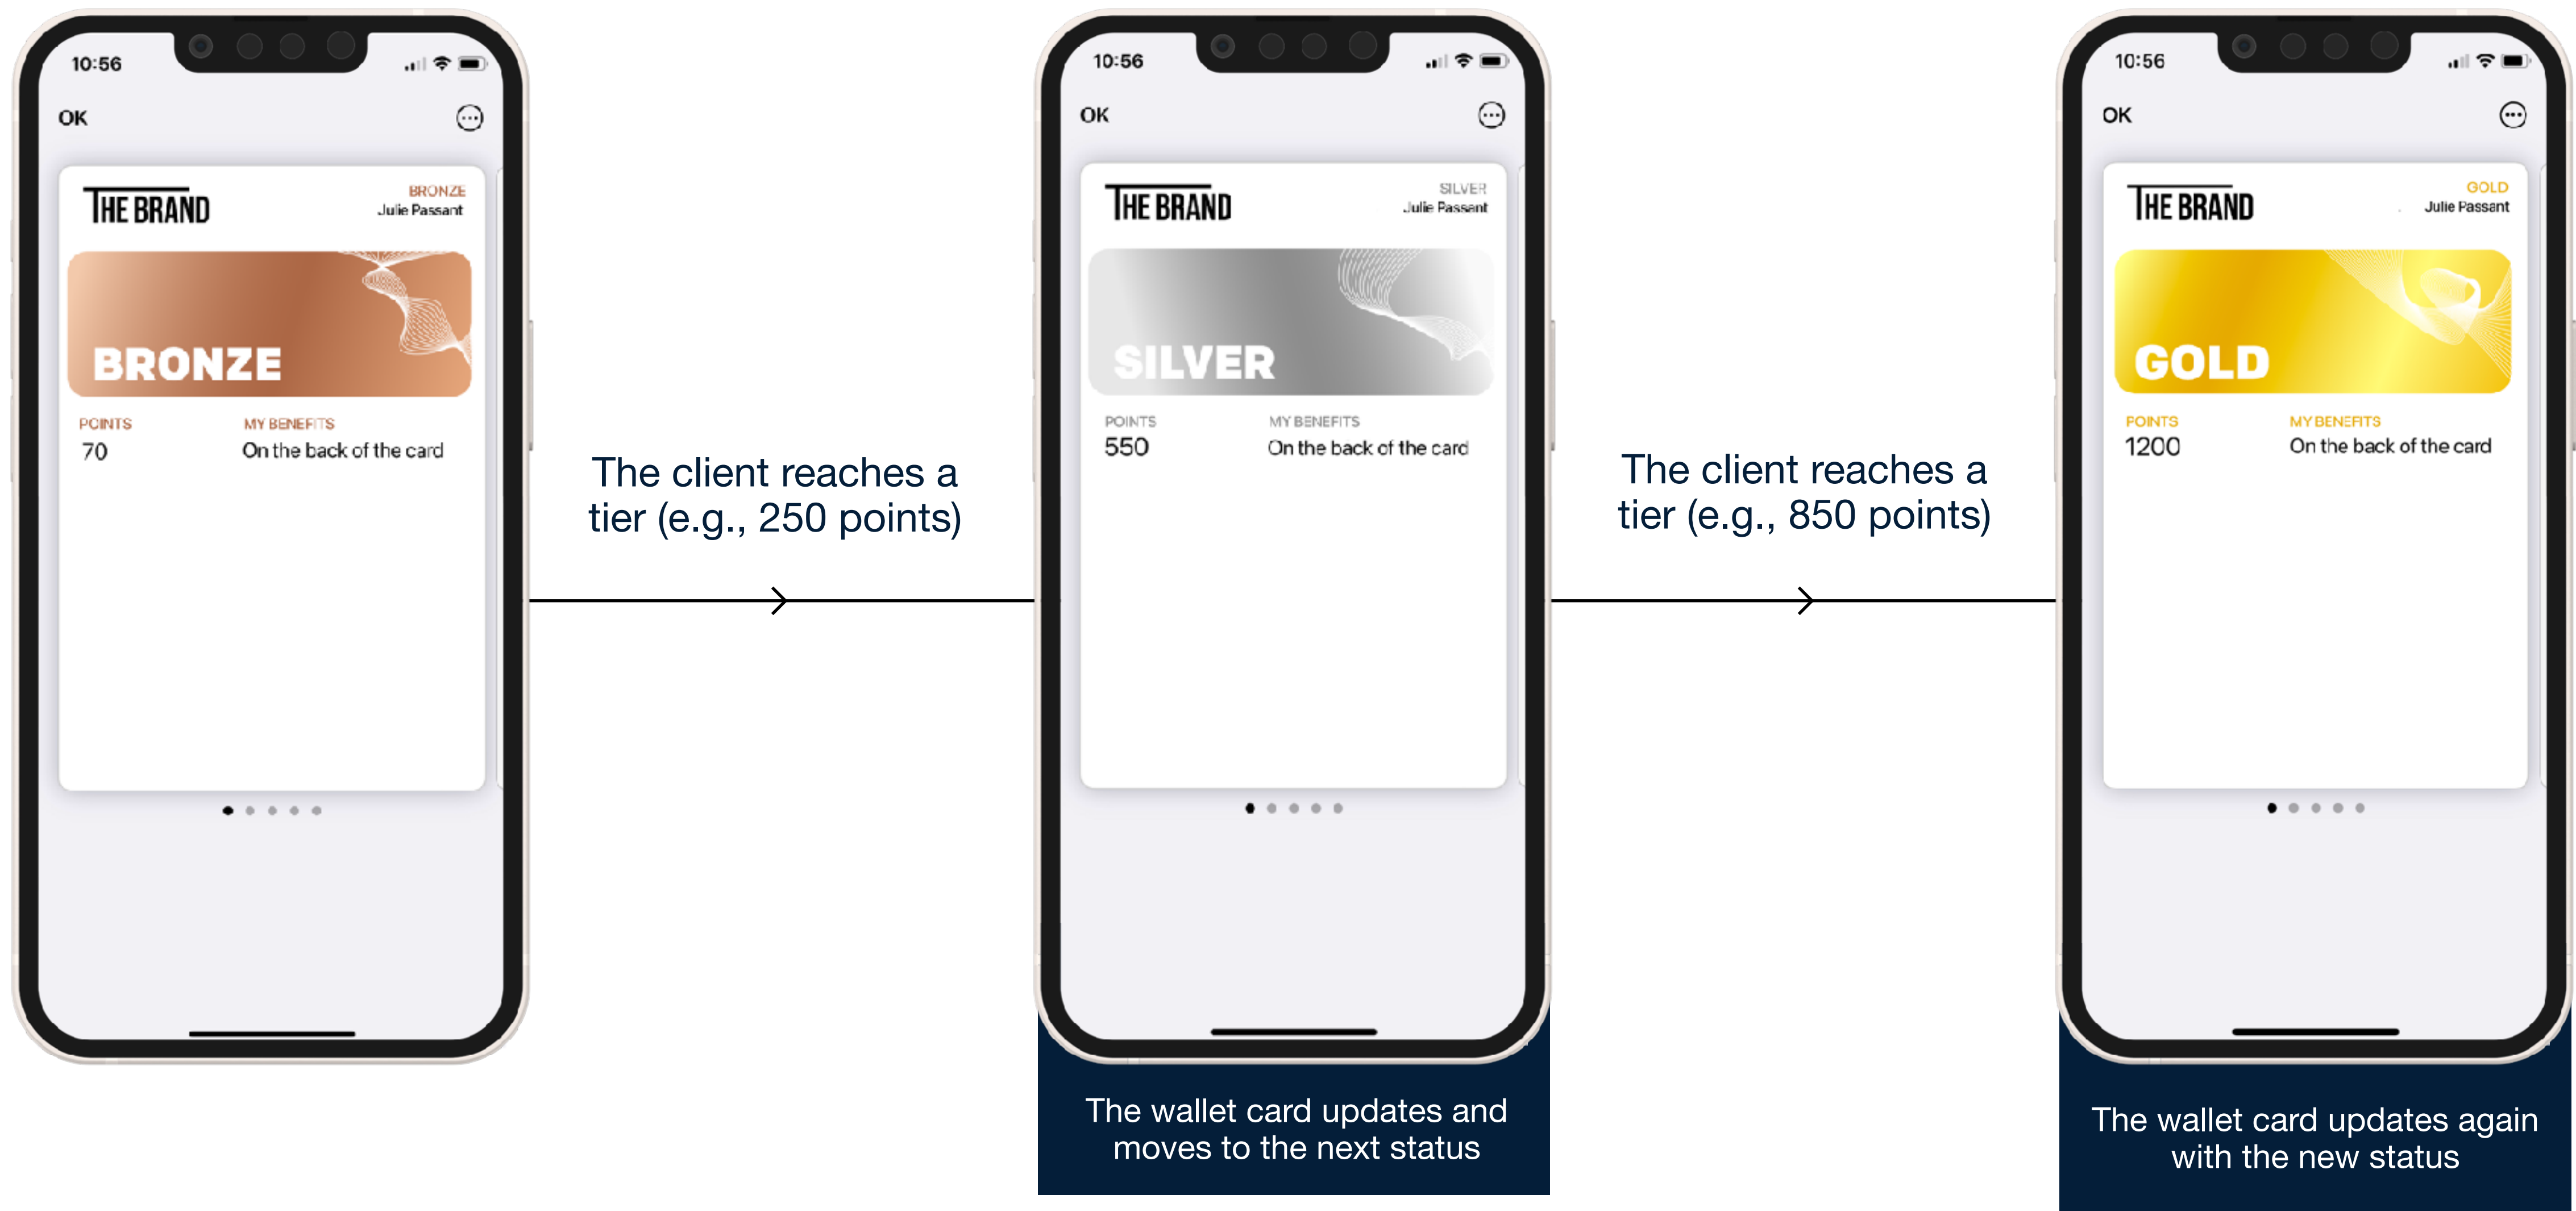 10:56
OK
THE BRAND
BRONZE
Julie Passant
BRONZE
POINTS
MY BENEFITS
70
On the back of the card
The client reaches a
tier (e.g., 250 points)
10:56
OK
THE BRAND
SILVER
Julie Passant
SILVER
POINTS
MY BENEFITS
550
On the back of the card
The wallet card updates and
moves to the next status
The client reaches a
tier (e.g., 850 points)
10:56
OK
THE BRAND
GOLD
Julie Passant
GOLD
POINTS
MY BENEFITS
1200
On the back of the card
The wallet card updates again
with the new status